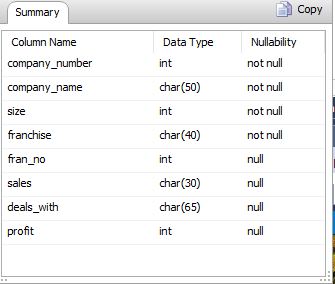 Summary
Copy
Column Name Data Type Nullability
company_number int not null
company_name char(50) not null
size int not null
franchise char(40) not null
fran_no int null
sales char(30) null
deals_with char(65) null
profit int null